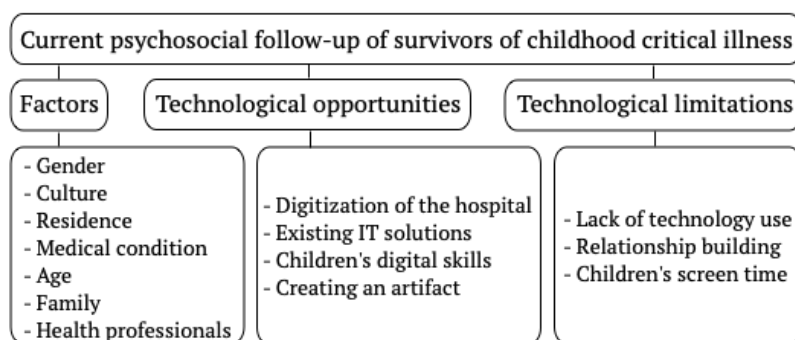 Current psychosocial follow-up of survivors of childhood critical illness
Factors
Technological opportunities
Technological limitations
- Gender
- Culture
- Residence
- Medical condition
- Age
- Family
- Health professionals
- Digitization of the hospital
- Existing IT solutions
- Children's digital skills
- Creating an artifact
- Lack of technology use
- Relationship building
- Children's screen time